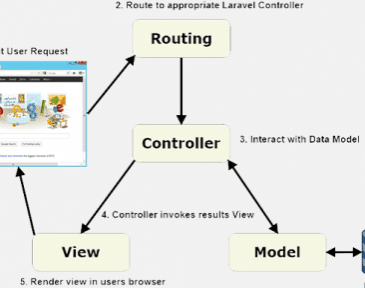 2. Route to appropriate Laravel Controller
Routing
t User Request
Controller
3. Interact with Data Model
4. Controller invokes results View
View
Model
5. Render view in users browser